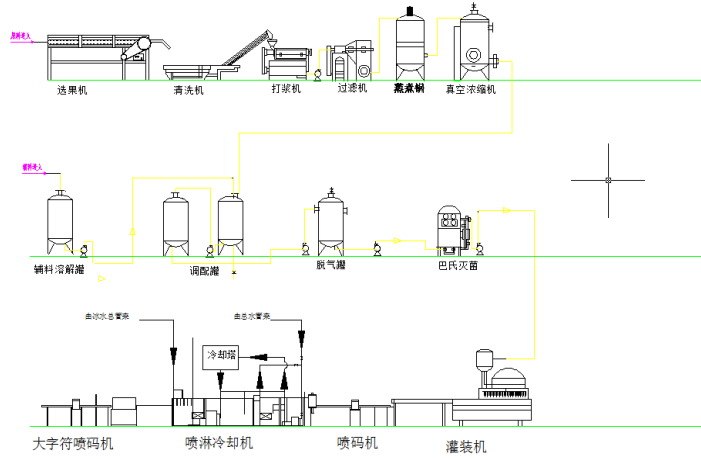 原料进入
选果机
清洗机
打浆机
过滤机
蒸煮锅
真空浓缩机
辅料进入
辅料溶解罐
调配罐
脱气罐
巴氏灭菌
由冰水总管来
由总水管来
冷却塔
大字符喷码机
喷淋冷却机
喷码机
灌装机